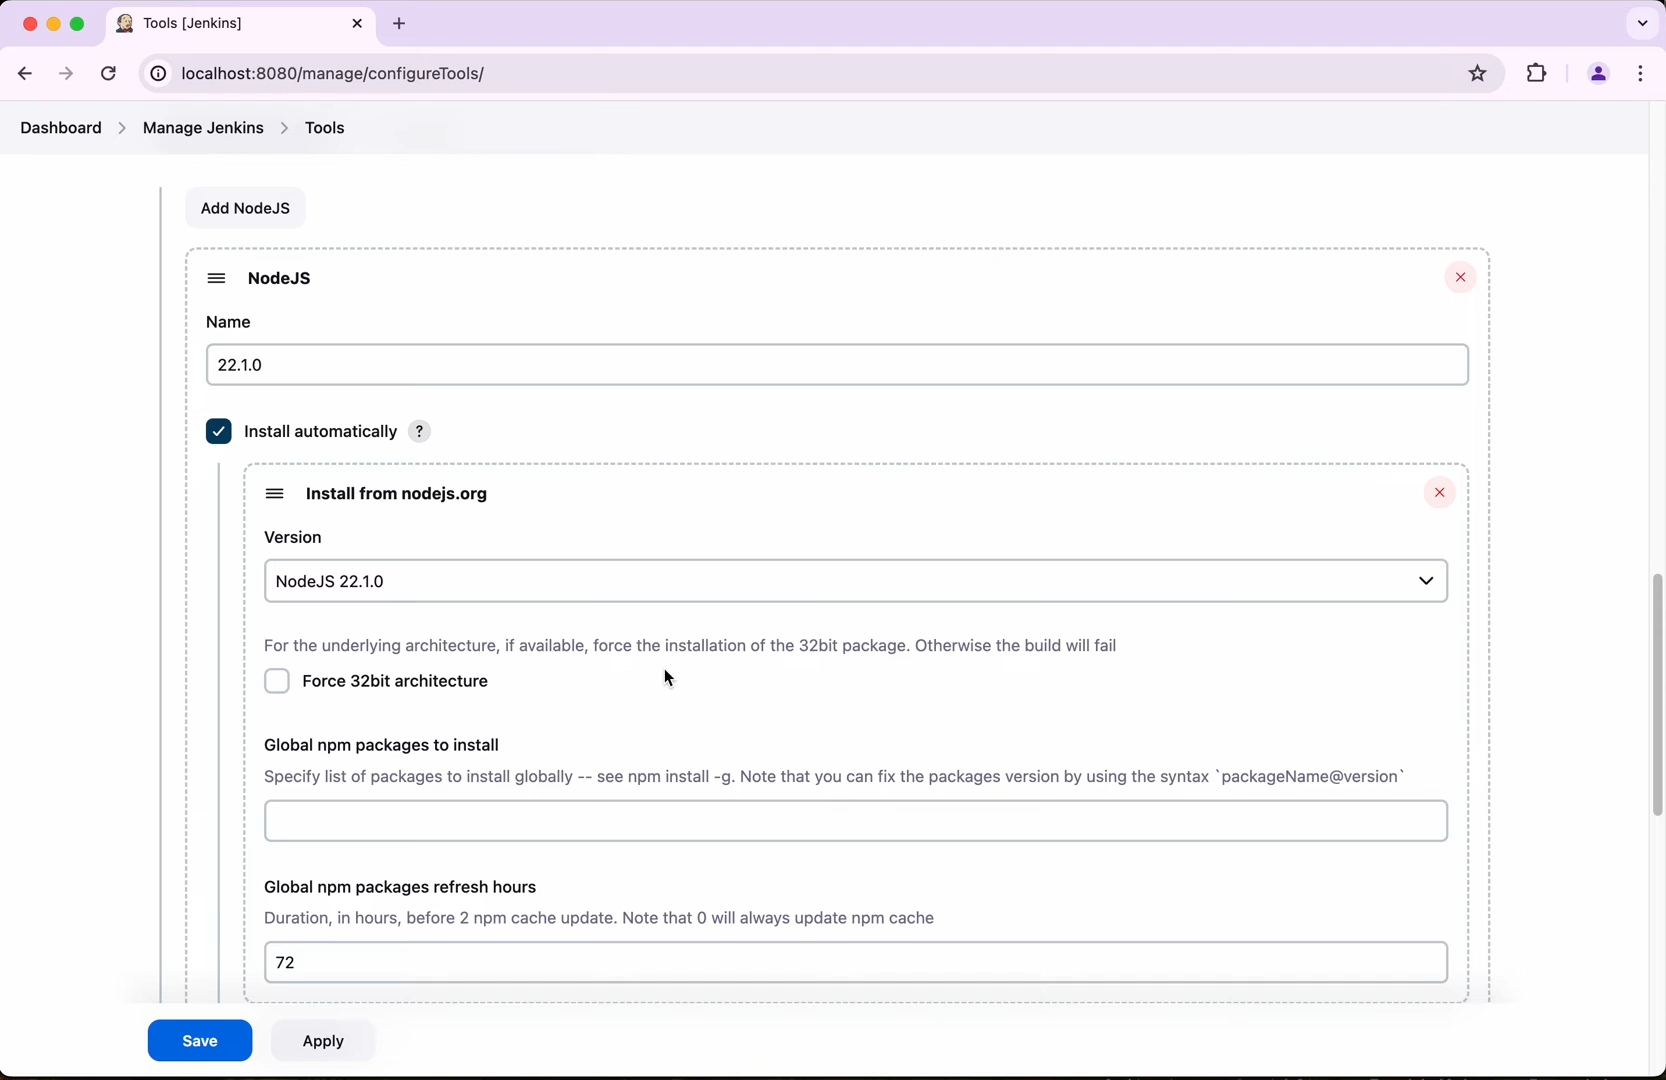 Tools [Jenkins]
localhost:8080/manage/configureTools/
Dashboard
Manage Jenkins
Tools
Add NodeJS
NodeJS
Name
22.1.0
Install automatically ?
Install from nodejs.org
Version
NodeJS 22.1.0
For the underlying architecture, if available, force the installation of the 32bit package. Otherwise the build will fail
Force 32bit architecture
Global npm packages to install
Specify list of packages to install globally -- see npm install -g. Note that you can fix the packages version by using the syntax `packageName@version`
Global npm packages refresh hours
Duration, in hours, before 2 npm cache update. Note that 0 will always update npm cache
72
Save
Apply